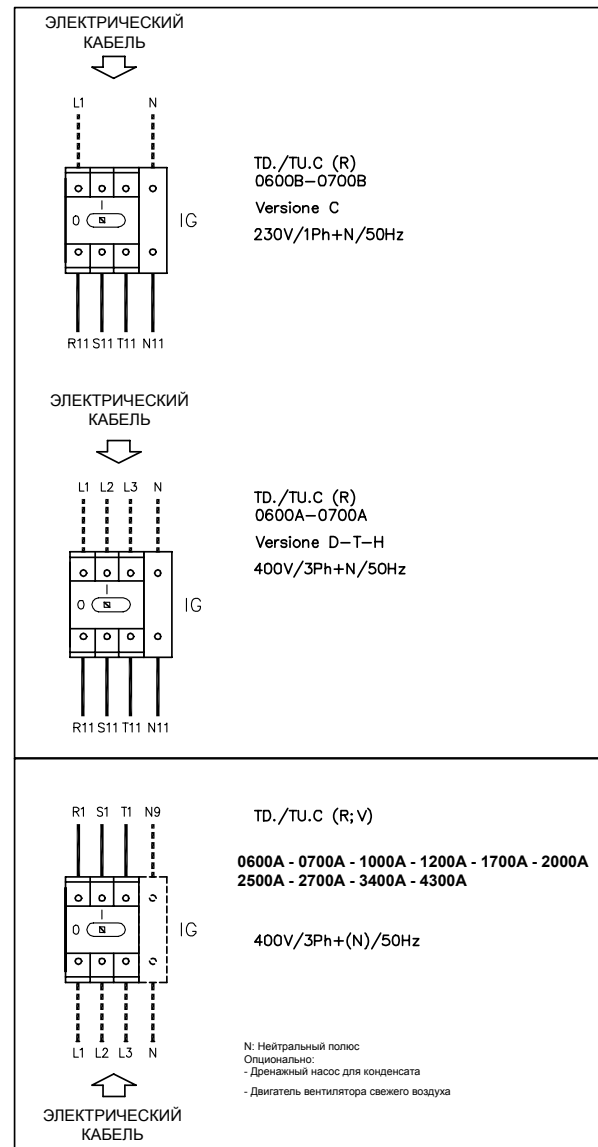 ЭЛЕКТРИЧЕСКИЙ
КАБЕЛЬ
L1 N
TD./TU.C (R)
0600B-0700B
Versione C
230V/1Ph+N/50Hz
I
0
IG
R11 S11 T11 N11
ЭЛЕКТРИЧЕСКИЙ
КАБЕЛЬ
L1 L2 L3 N
TD./TU.C (R)
0600A-0700A
Versione D-T-H
400V/3Ph+N/50Hz
I
0
IG
R11 S11 T11 N11
R1 S1 T1 N9
TD./TU.C (R;V)
0600A - 0700A - 1000A - 1200A - 1700A - 2000A
2500A - 2700A - 3400A - 4300A
I
0
IG
400V/3Ph+(N)/50Hz
L1 L2 L3 N
N: Нейтральный полюс
Опционально:
- Дренажный насос для конденсата
- Двигатель вентилятора свежего воздуха
ЭЛЕКТРИЧЕСКИЙ
КАБЕЛЬ